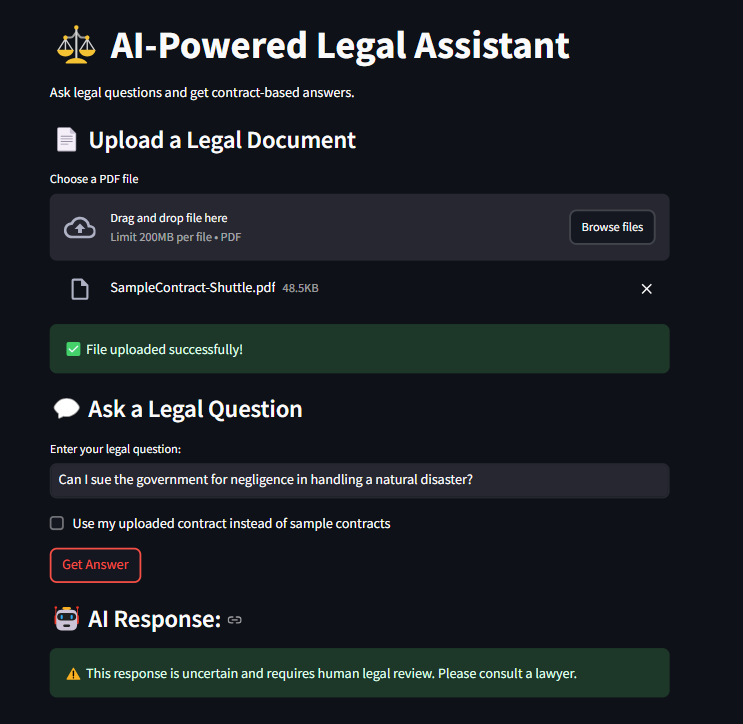 AI-Powered Legal Assistant
Ask legal questions and get contract-based answers.
Upload a Legal Document
Choose a PDF file
Drag and drop file here
Limit 200MB per file • PDF
Browse files
SampleContract-Shuttle.pdf 48.5KB
File uploaded successfully!
Ask a Legal Question
Enter your legal question:
Can I sue the government for negligence in handling a natural disaster?
Use my uploaded contract instead of sample contracts
Get Answer
AI Response:
This response is uncertain and requires human legal review. Please consult a lawyer.